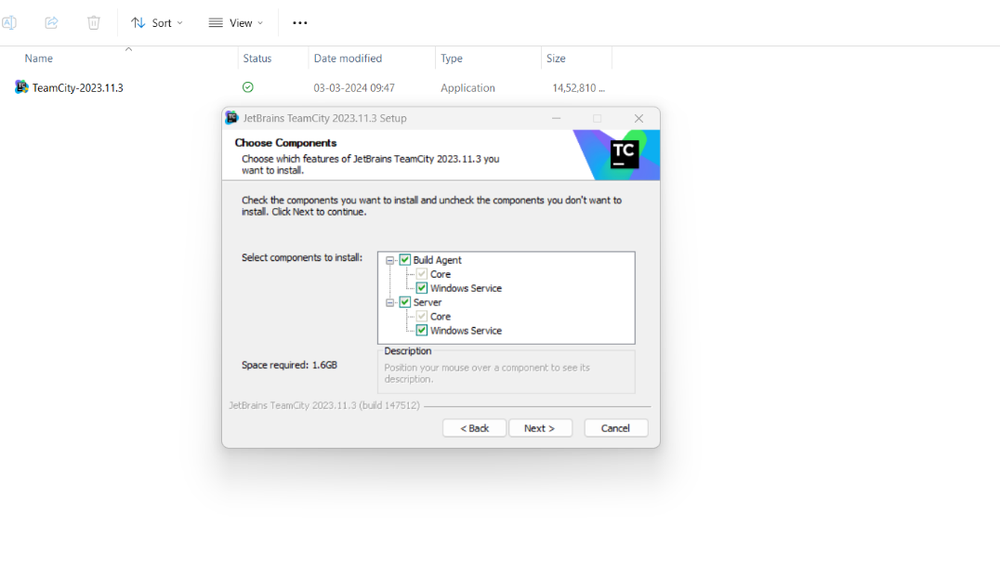 Sort
View
Name
Status
Date modified
Type
Size
TeamCity-2023.11.3
03-03-2024 09:47
Application
14,52,810 ...
JetBrains TeamCity 2023.11.3 Setup
Choose Components
Choose which features of JetBrains TeamCity 2023.11.3 you
want to install.
TC
Check the components you want to install and uncheck the components you don't want to
install. Click Next to continue.
Select components to install:
Build Agent
Core
Windows Service
Server
Core
Windows Service
Space required: 1.6GB
Description
Position your mouse over a component to see its
description.
JetBrains TeamCity 2023.11.3 (build 147512)
< Back
Next >
Cancel